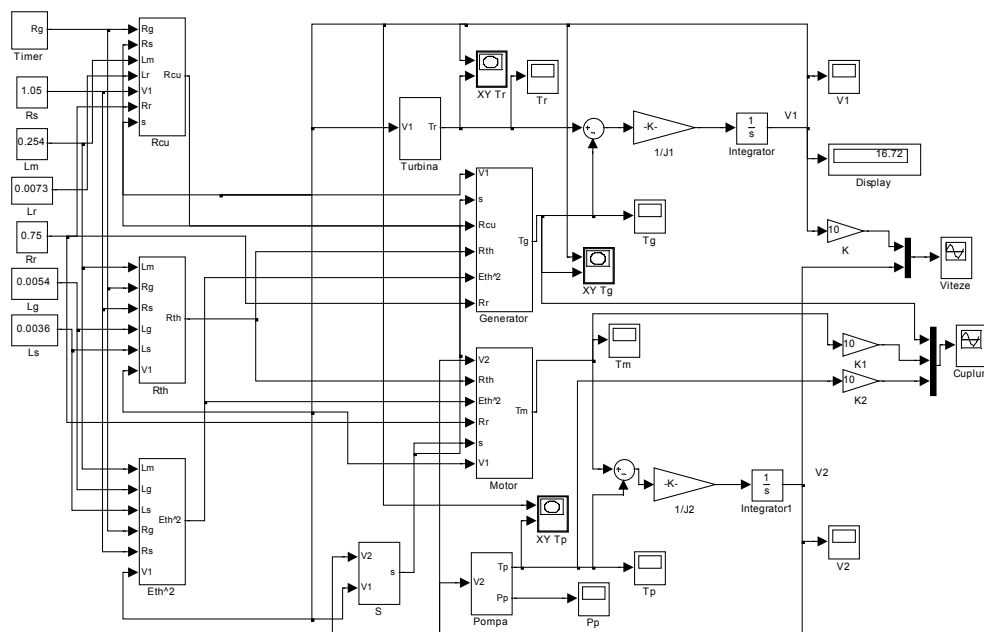 Rg
Timer
1.05
Rs
0.254
Lm
0.0073
Lr
0.75
Rr
0.0054
Lg
0.0036
Ls
Rg
Rs
Lm
Lr
V1
Rr
s
Rcu
Rcu
Lm
Rg
Rs
Lg
Ls
V1
Rth
Rth
Lm
Lg
Ls
Rg
Rs
V1
Eth^2
Eth^2
V1
Tr
Turbina
XY Tr
Tr
V1
s
Rcu
Rth
Eth^2
Rr
Tg
Generator
V2
Rth
Eth^2
Rr
s
V1
Tm
Motor
V2
V1
s
S
V2
Tp
Pp
Pompa
XY Tp
Tp
Pp
+
-
-K-
1/J1
1
s
Integrator
V1
V1
16.72
Display
Tg
XY Tg
10
K
Viteze
Tm
10
K1
10
K2
Cuplur
+
-
-K-
1/J2
1
s
Integrator1
V2
V2